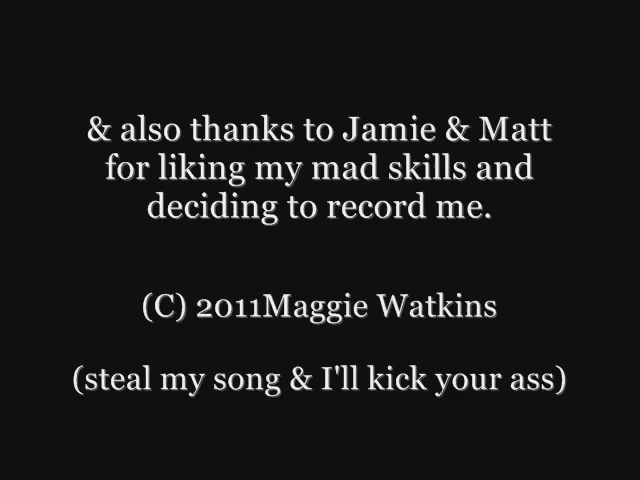 & also thanks to Jamie & Matt
for liking my mad skills and
deciding to record me.
(C) 2011Maggie Watkins
(steal my song & I'll kick your ass)